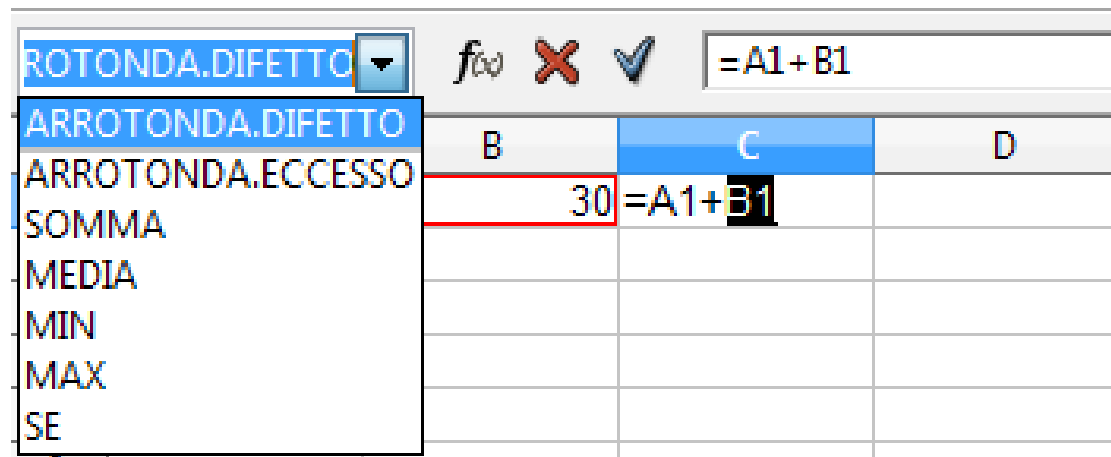 ROTONDA.DIFETTO f(x) =A1+B1
ARROTONDA.DIFETTO
ARROTONDA.ECCESSO
SOMMA
MEDIA
MIN
MAX
SE
B C D
30 =A1+B1